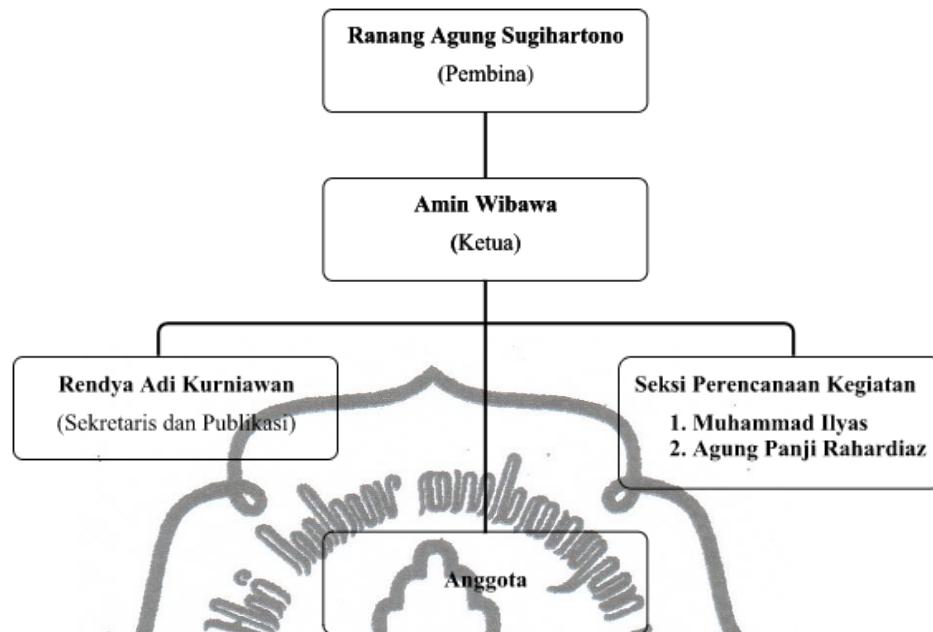 Ranang Agung Sugihartono
(Pembina)
Amin Wibawa
(Ketua)
Rendya Adi Kurniawan
(Sekretaris dan Publikasi)
Seksi Perencanaan Kegiatan
1. Muhammad Ilyas
2. Agung Panji Rahardiaz
Anggota